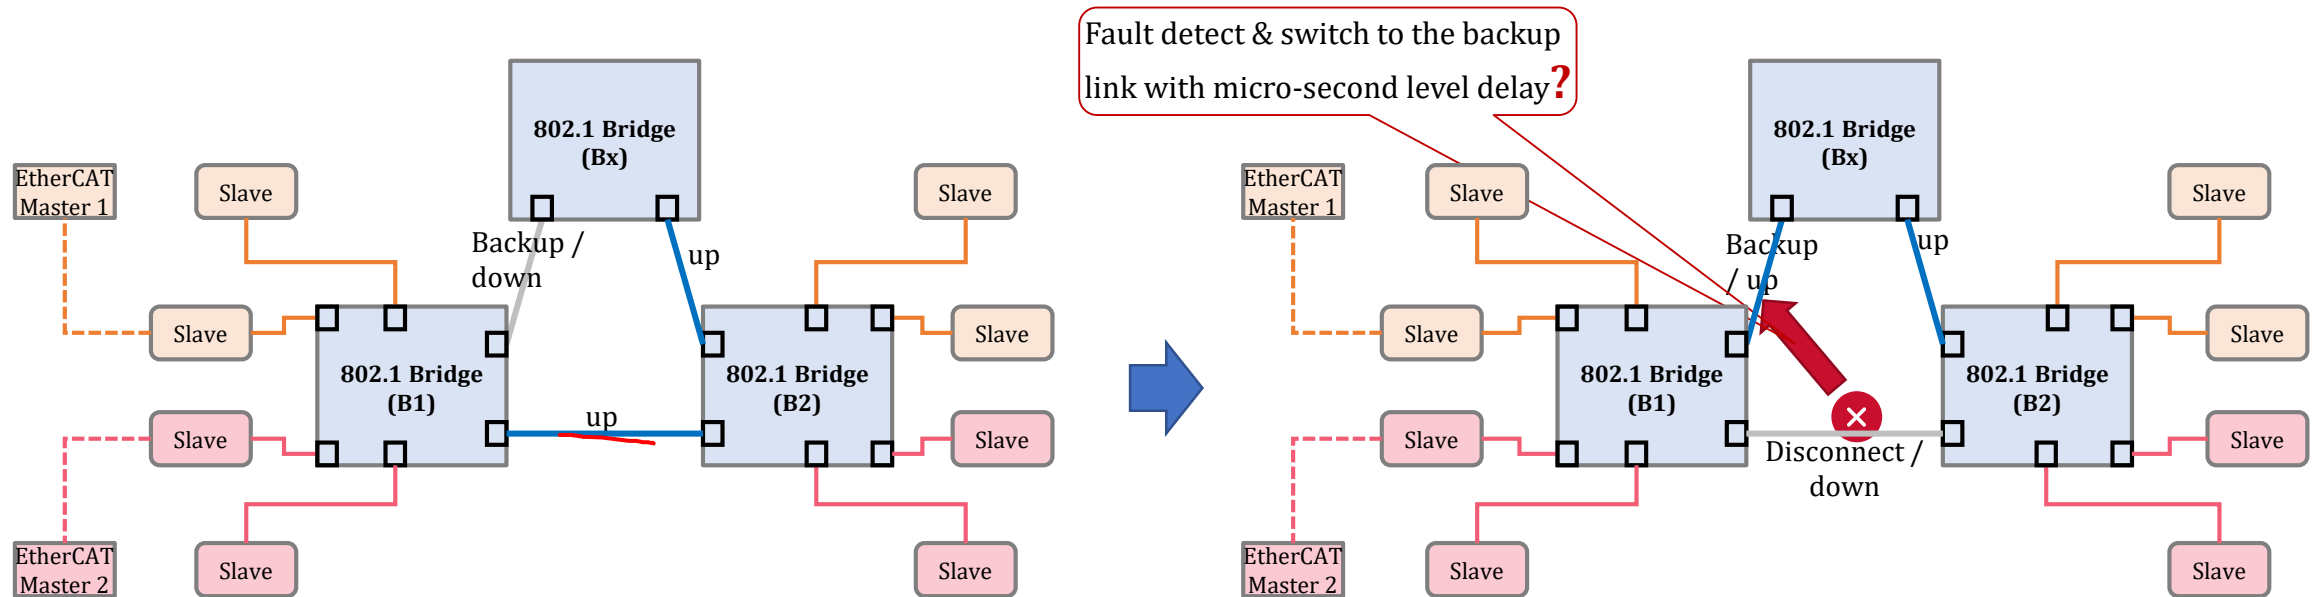 Fault detect & switch to the backup
link with micro-second level delay?
802.1 Bridge
(Bx)
EtherCAT
Master 1
Slave
Slave
Backup /
down
up
Slave
Slave
802.1 Bridge
(B1)
up
802.1 Bridge
(B2)
Slave
Slave
EtherCAT
Master 2
Slave
Slave
802.1 Bridge
(Bx)
EtherCAT
Master 1
Slave
Slave
Backup
/ up
up
Slave
Slave
802.1 Bridge
(B1)
802.1 Bridge
(B2)
Slave
Disconnect /
down
Slave
EtherCAT
Master 2
Slave
Slave